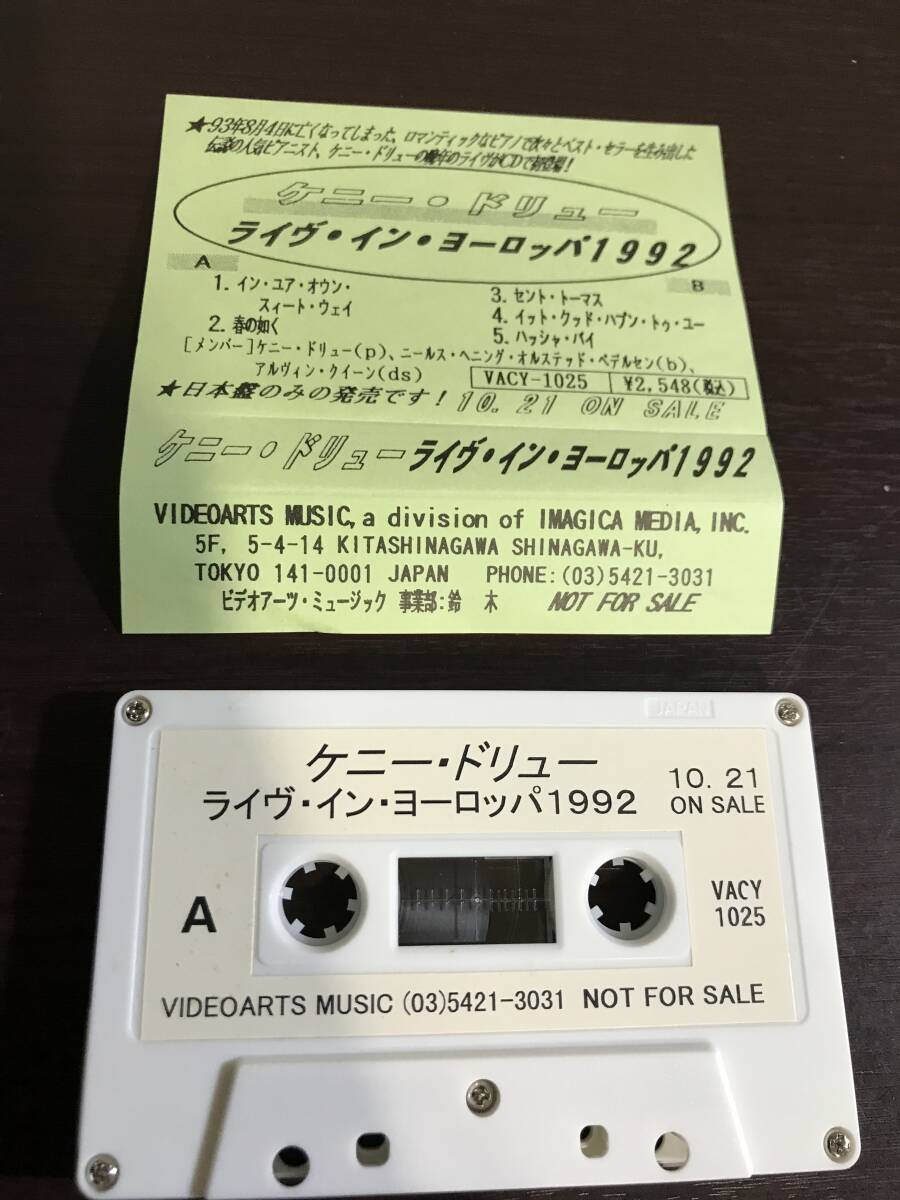 ★93年8月4日に亡くなってしまった、ロマンティックなピアノで次々とベスト・セラーを生み出した
伝説の人気ピアニスト、ケニー・ドリューの晩年のライヴがCDで初登場!
ケニー・ドリュー
ライヴ・イン・ヨーロッパ1992
A
1. イン・ユア・オウン・
スィート・ウェイ
2. 春の如く
B
3. セント・トーマス
4. イット・クッド・ハプン・トゥ・ユー
5. ハッシャ・バイ
[メンバー]ケニー・ドリュー(p)、ニールス・ヘニング・オルステッド・ペデルセン(b)、
アルヴィン・クイーン(ds)
VACY-1025 ¥2,548(税込)
★日本盤のみの発売です! 10. 21 ON SALE
ケニー・ドリュー ライヴ・イン・ヨーロッパ1992
VIDEOARTS MUSIC, a division of IMAGICA MEDIA, INC.
5F, 5-4-14 KITASHINAGAWA SHINAGAWA-KU,
TOKYO 141-0001 JAPAN PHONE:(03)5421-3031
ビデオアーツ・ミュージック 事業部:鈴 木 NOT FOR SALE
JAPAN
ケニー・ドリュー
ライヴ・イン・ヨーロッパ1992
10. 21
ON SALE
A
VACY
1025
VIDEOARTS MUSIC (03)5421-3031 NOT FOR SALE